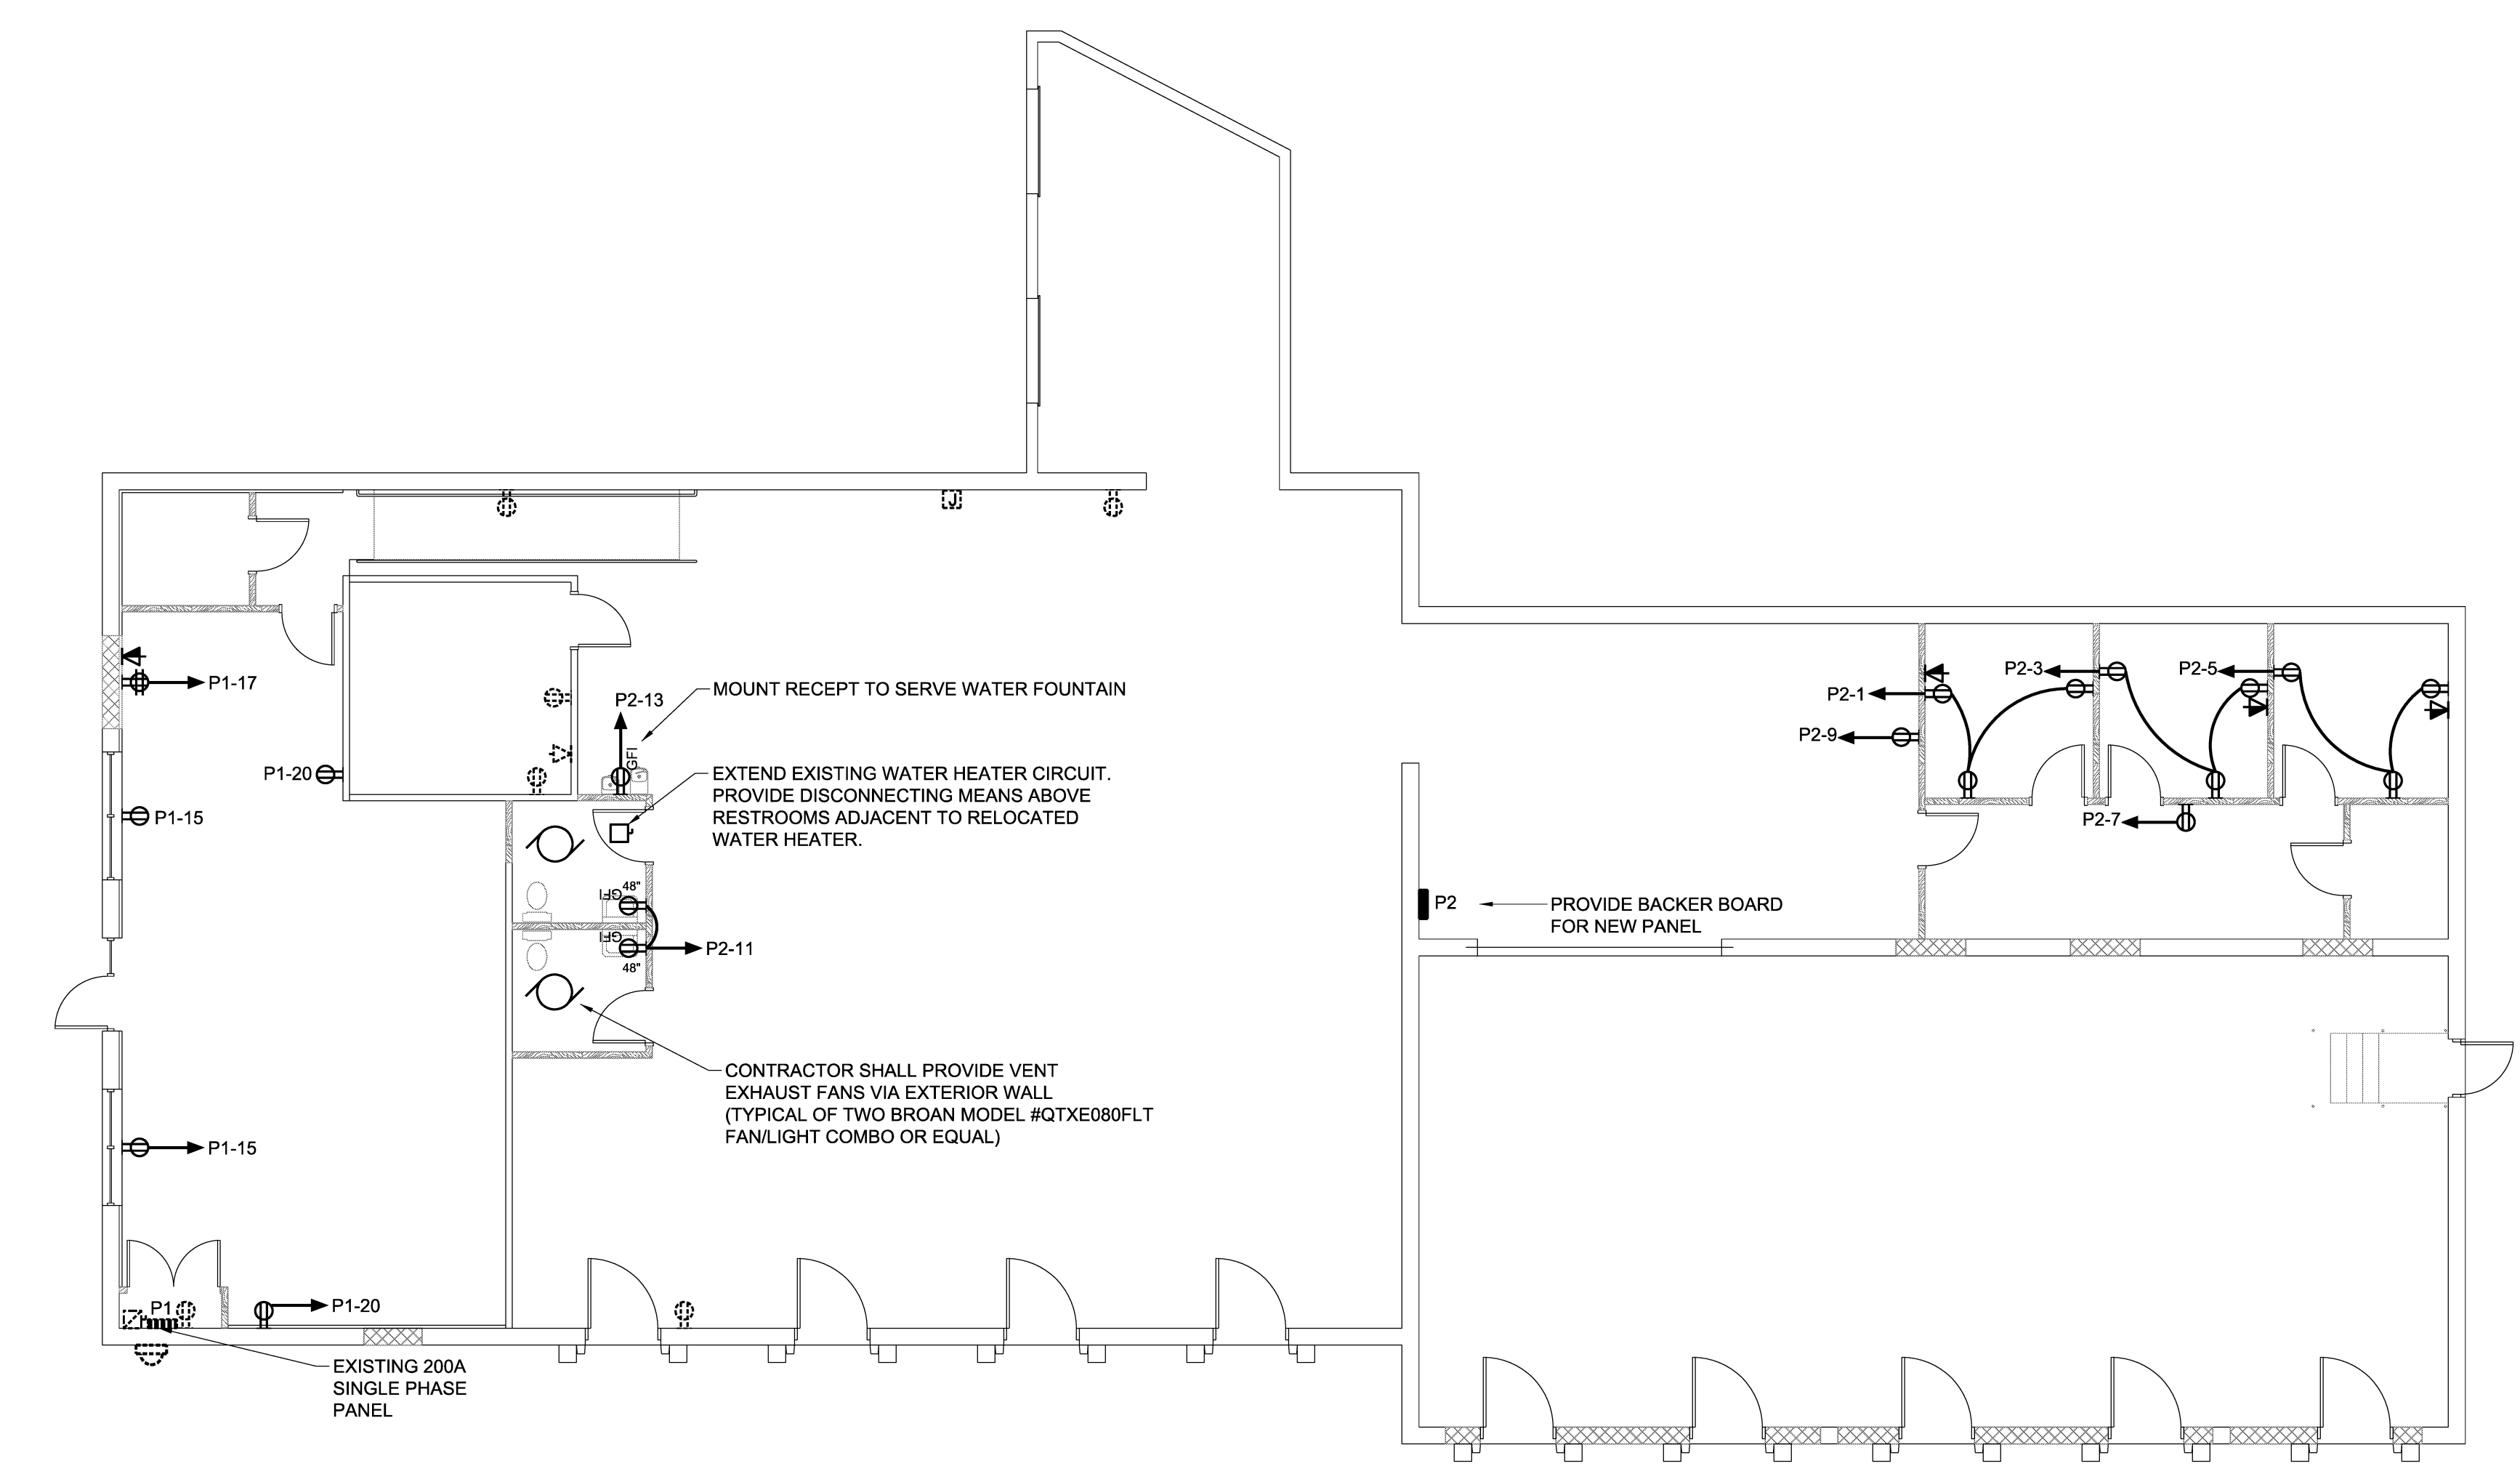 J
P1-17
P2-13
MOUNT RECEPT TO SERVE WATER FOUNTAIN
GFI
P1-20
EXTEND EXISTING WATER HEATER CIRCUIT.
PROVIDE DISCONNECTING MEANS ABOVE
RESTROOMS ADJACENT TO RELOCATED
WATER HEATER.
P1-15
P2-1
P2-3
P2-5
P2-9
P2-7
48"
GFI
GFI
48"
P2-11
P2
PROVIDE BACKER BOARD
FOR NEW PANEL
CONTRACTOR SHALL PROVIDE VENT
EXHAUST FANS VIA EXTERIOR WALL
(TYPICAL OF TWO BROAN MODEL #QTXE080FLT
FAN/LIGHT COMBO OR EQUAL)
P1-15
P1
P1-20
EXISTING 200A
SINGLE PHASE
PANEL